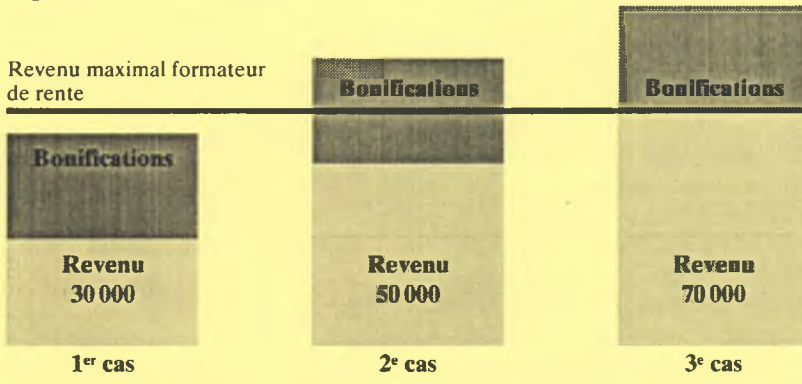 Revenu maximal formateur
de rente
Bonifications
Bonifications
Bonifications
Revenu
30 000
Revenu
50 000
Revenu
70 000
1er cas
2e cas
3e cas